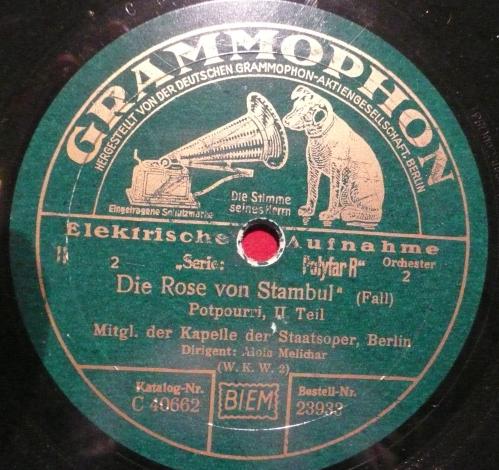 GRAMMOPHON
HERGESTELLT VON DER DEUTSCHEN GRAMMOPHON-AKTIENGESELLSCHAFT, BERLIN
Die Stimme
seines Herrn
Eingetragene Schutzmarke
Elektrische Aufnahme
2 „Serie: Polyfar R" Orchester
2
Die Rose von Stambul" (Fall)
Potpourri, II Teil
Mitgl. der Kapelle der Staatsoper, Berlin
Dirigent: Alois Melichar
(W. K. W. 2)
Katalog-Nr.
C 40662
BIEM
Bestell-Nr.
23933